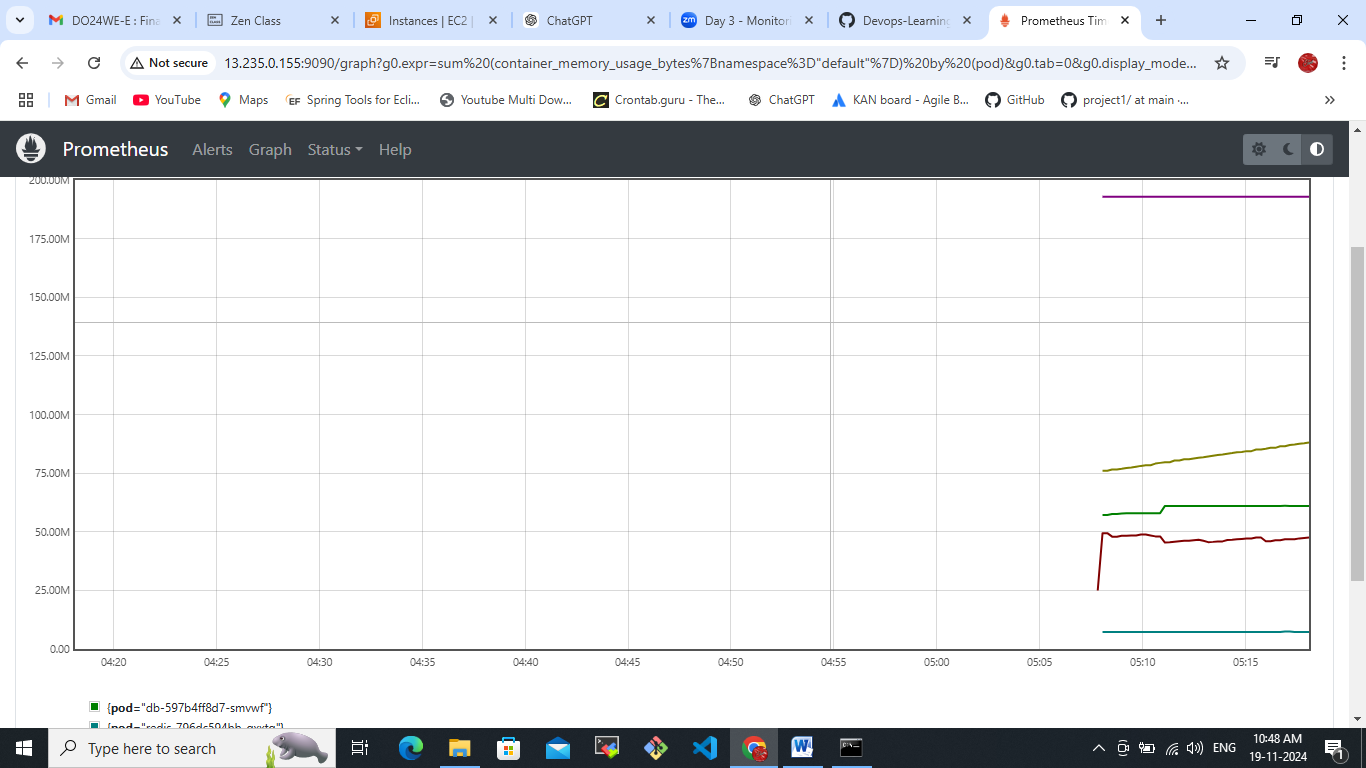 DO24WE-E : Fina
Zen Class
Instances | EC2 |
ChatGPT
zm
Day 3 - Monitori
Devops-Learning
Prometheus Tim
Not secure
13.235.0.155:9090/graph?g0.expr=sum%20(container_memory_usage_bytes%7Bnamespace%3D"default"%7D)%20by%20(pod)&g0.tab=0&g0.display_mode...
Gmail
YouTube
Maps
EF
Spring Tools for Ecli...
Youtube Multi Dow...
Crontab.guru - The...
ChatGPT
KAN board - Agile B...
GitHub
project1/ at main ·...
Prometheus
Alerts
Graph
Status
Help
200.00M
175.00M
150.00M
125.00M
100.00M
75.00M
50.00M
25.00M
0.00
04:20
04:25
04:30
04:35
04:40
04:45
04:50
04:55
05:00
05:05
05:10
05:15
{pod="db-597b4ff8d7-smvwf"}
Type here to search
ENG
10:48 AM
19-11-2024
1